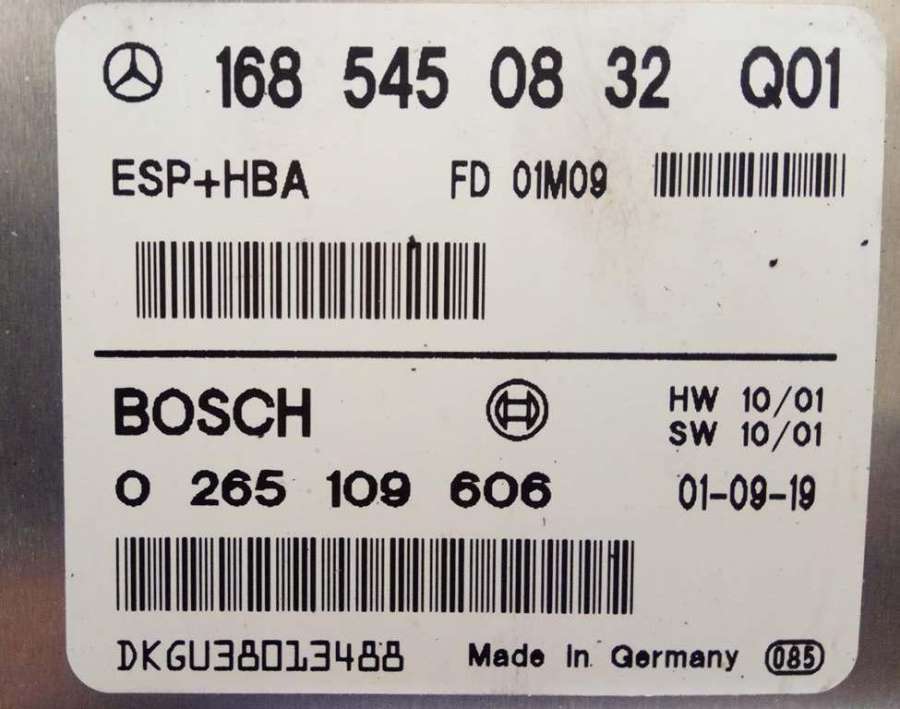 168 545 08 32 Q01
ESP+HBA FD 01M09
BOSCH HW 10/01
SW 10/01
0 265 109 606 01-09-19
DKGU38013488 Made in Germany 085